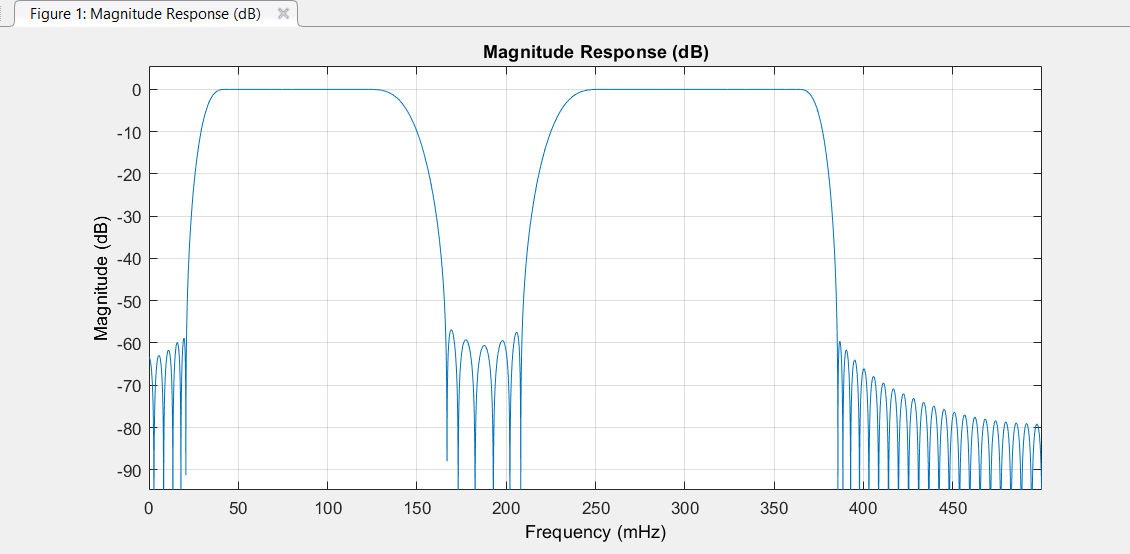 Figure 1: Magnitude Response (dB)
Magnitude Response (dB)
Magnitude (dB)
0
-10
-20
-30
-40
-50
-60
-70
-80
-90
0 50 100 150 200 250 300 350 400 450
Frequency (mHz)